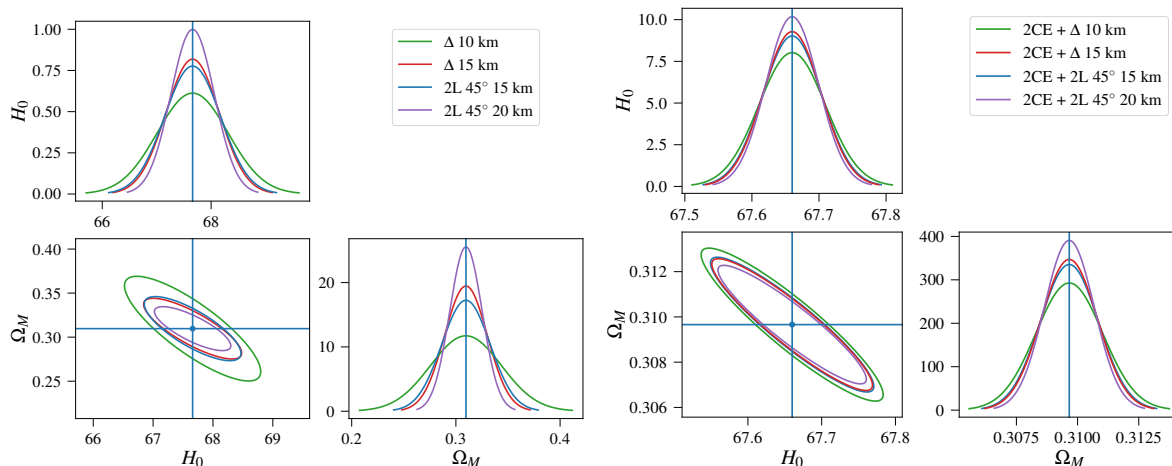 1.00
0.75
0.50
0.25
0.00
H₀
66 68
Δ 10 km
Δ 15 km
2L 45° 15 km
2L 45° 20 km
0.40
0.35
0.30
0.25
Ω_M
66 67 68 69
H₀
20
10
0
0.2 0.3 0.4
Ω_M
10.0
7.5
5.0
2.5
0.0
H₀
67.5 67.6 67.7 67.8
2CE + Δ 10 km
2CE + Δ 15 km
2CE + 2L 45° 15 km
2CE + 2L 45° 20 km
0.312
0.310
0.308
0.306
Ω_M
67.6 67.7 67.8
H₀
400
300
200
100
0
0.3075 0.3100 0.3125
Ω_M